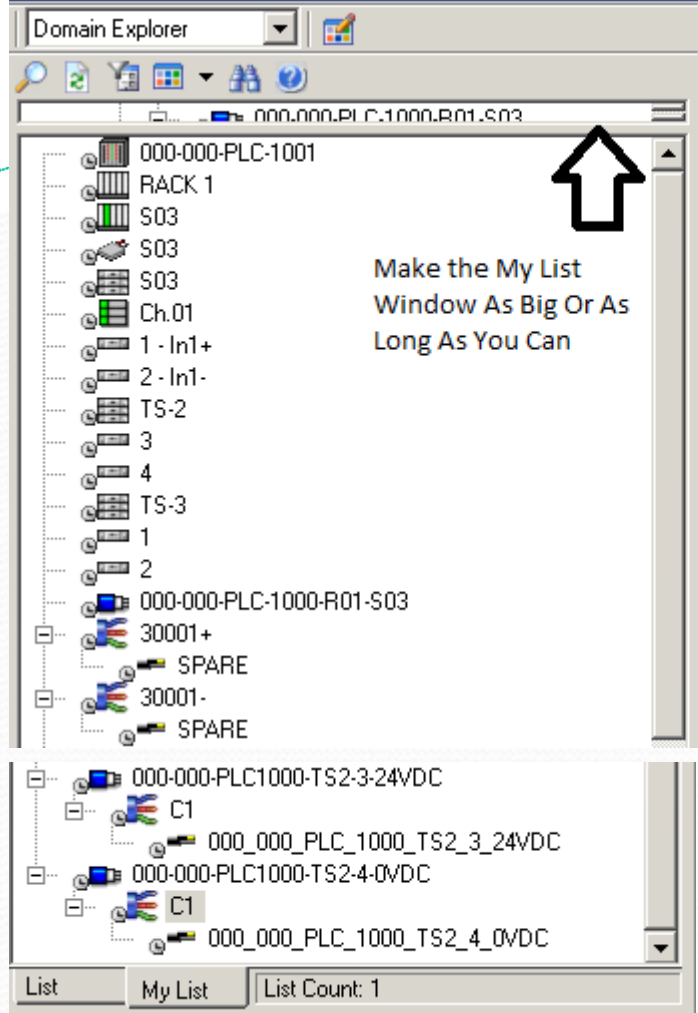 Domain Explorer
000-000-PLC-1000-R01-S03
000-000-PLC-1001
RACK 1
S03
S03
S03
Ch.01
1 - In1+
2 - In1-
TS-2
3
4
TS-3
1
2
000-000-PLC-1000-R01-S03
30001+
SPARE
30001-
SPARE
Make the My List
Window As Big Or As
Long As You Can
000-000-PLC1000-TS2-3-24VDC
C1
000_000_PLC_1000_TS2_3_24VDC
000-000-PLC1000-TS2-4-0VDC
C1
000_000_PLC_1000_TS2_4_0VDC
List
My List
List Count: 1